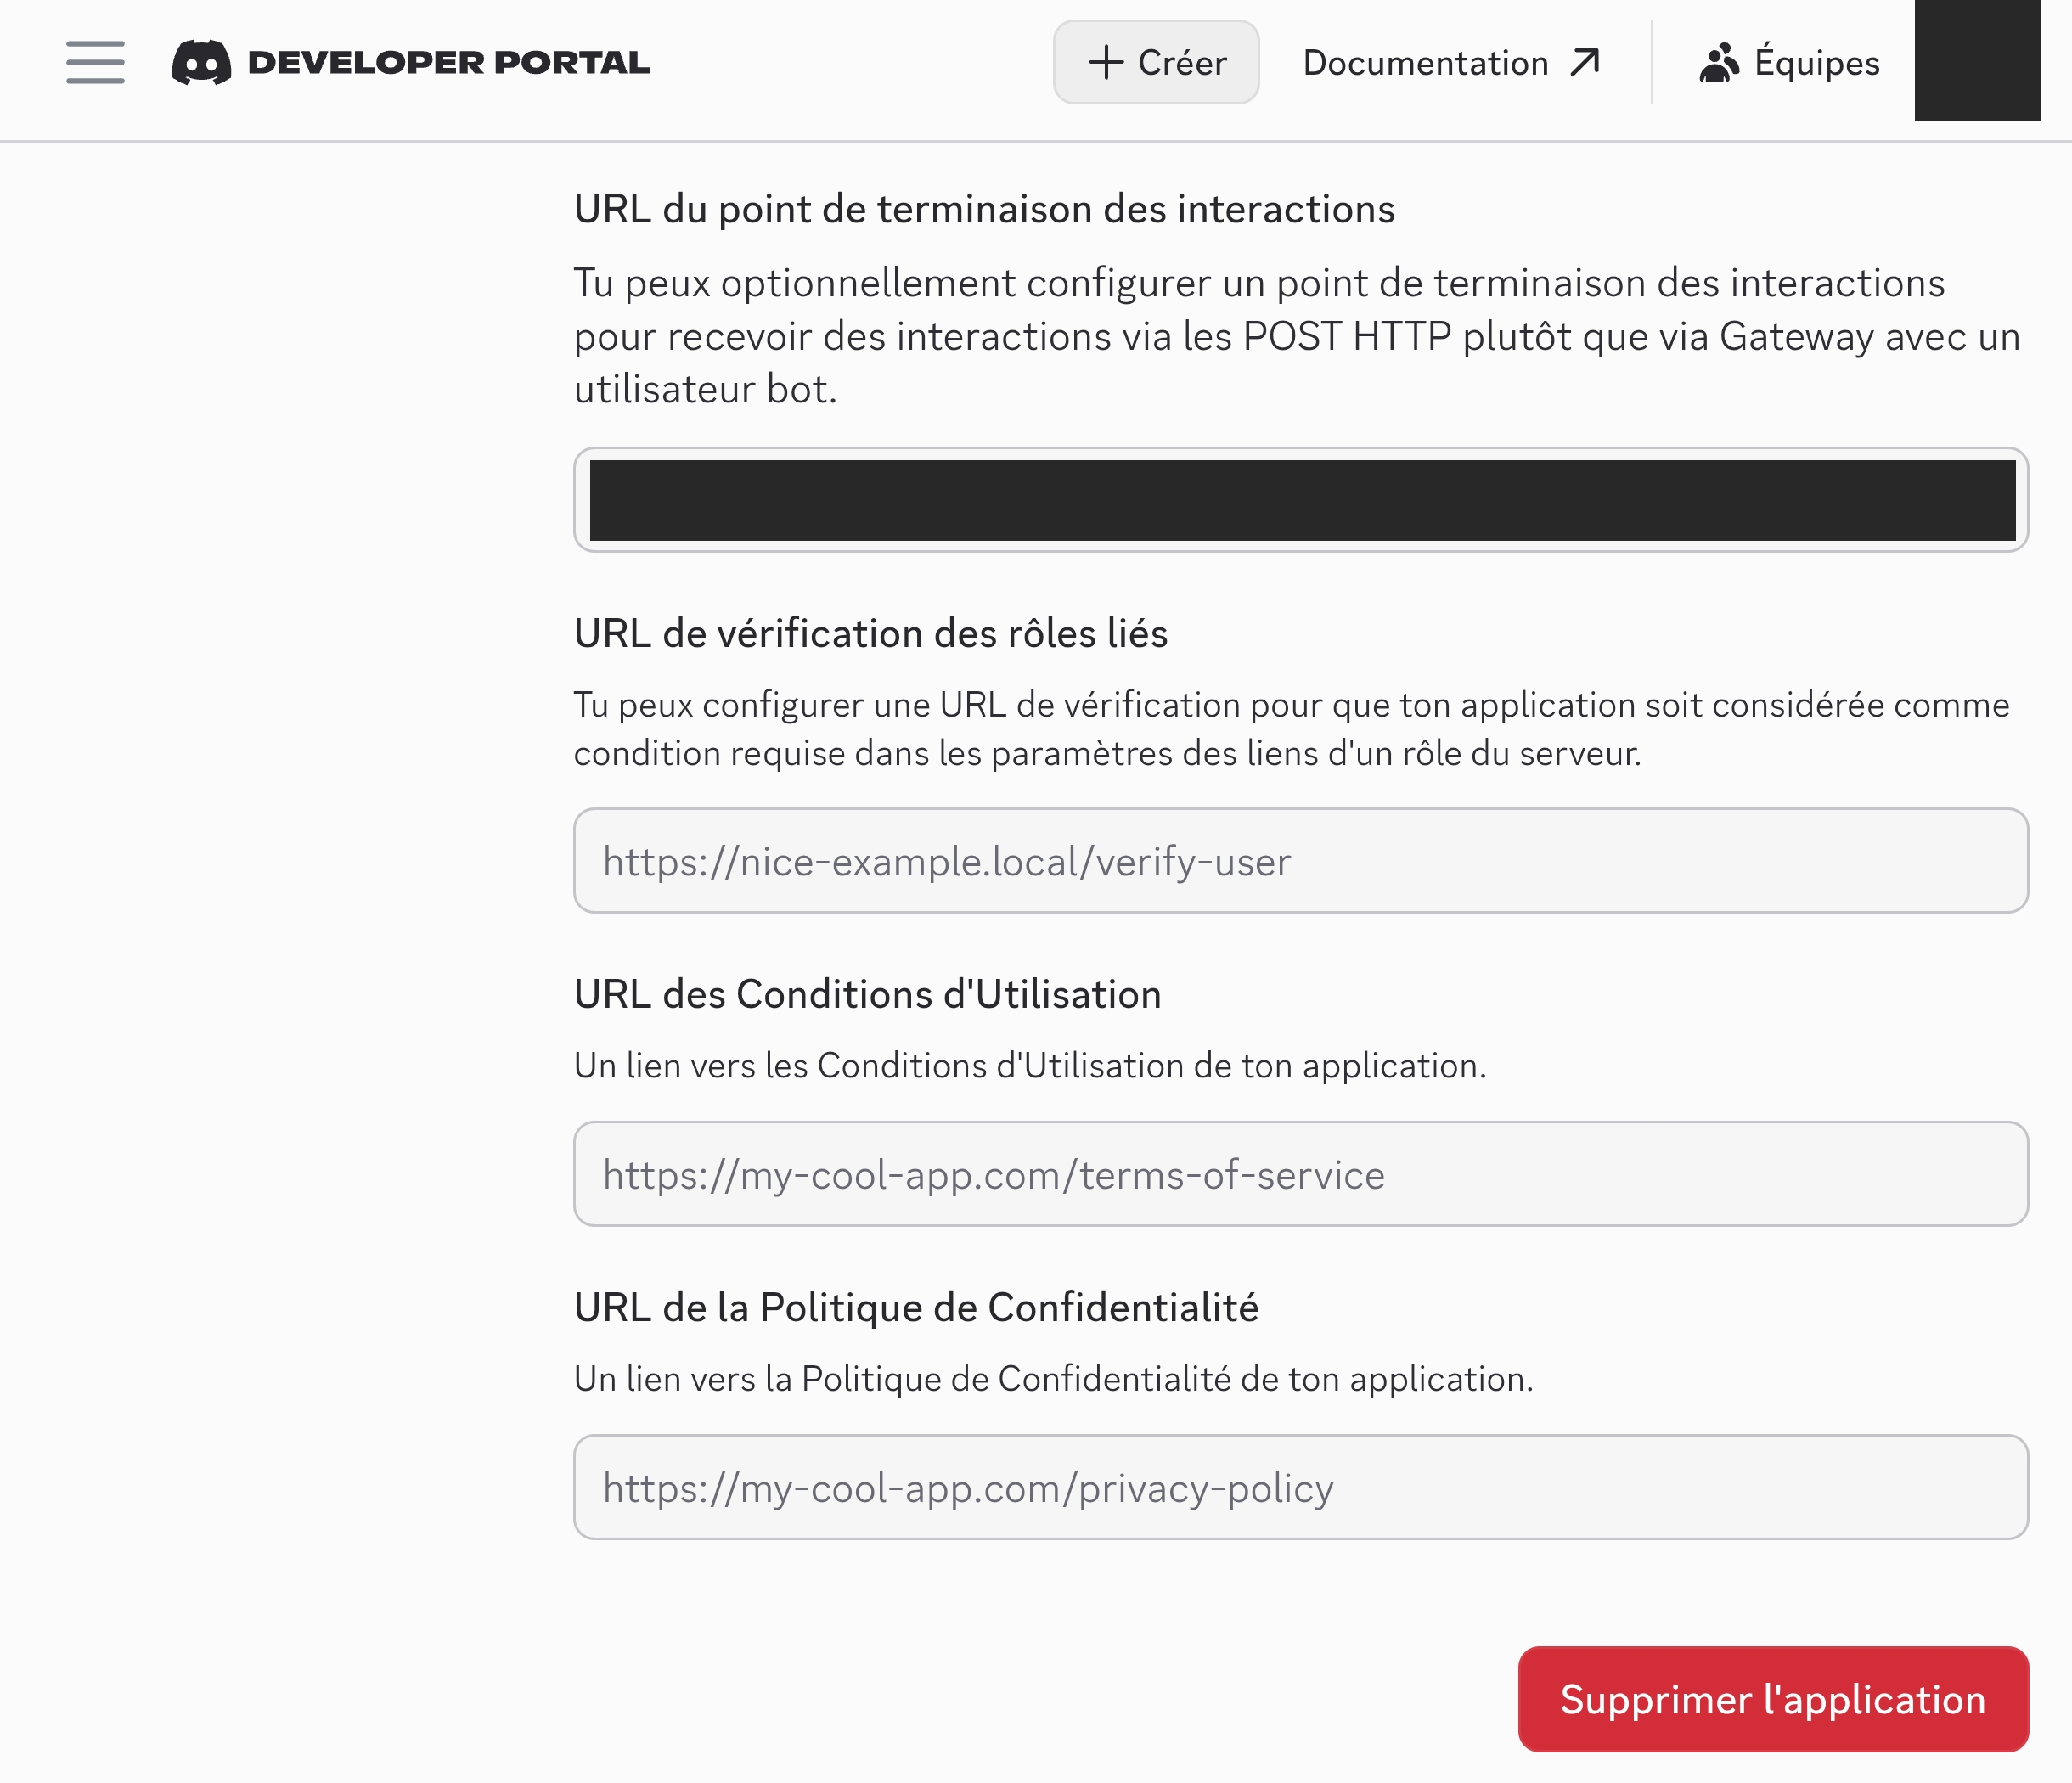 DEVELOPER PORTAL
Créer
Documentation
Équipes
URL du point de terminaison des interactions
Tu peux optionnellement configurer un point de terminaison des interactions
pour recevoir des interactions via les POST HTTP plutôt que via Gateway avec un
utilisateur bot.
URL de vérification des rôles liés
Tu peux configurer une URL de vérification pour que ton application soit considérée comme
condition requise dans les paramètres des liens d'un rôle du serveur.
https://nice-example.local/verify-user
URL des Conditions d'Utilisation
Un lien vers les Conditions d'Utilisation de ton application.
https://my-cool-app.com/terms-of-service
URL de la Politique de Confidentialité
Un lien vers la Politique de Confidentialité de ton application.
https://my-cool-app.com/privacy-policy
Supprimer l'application